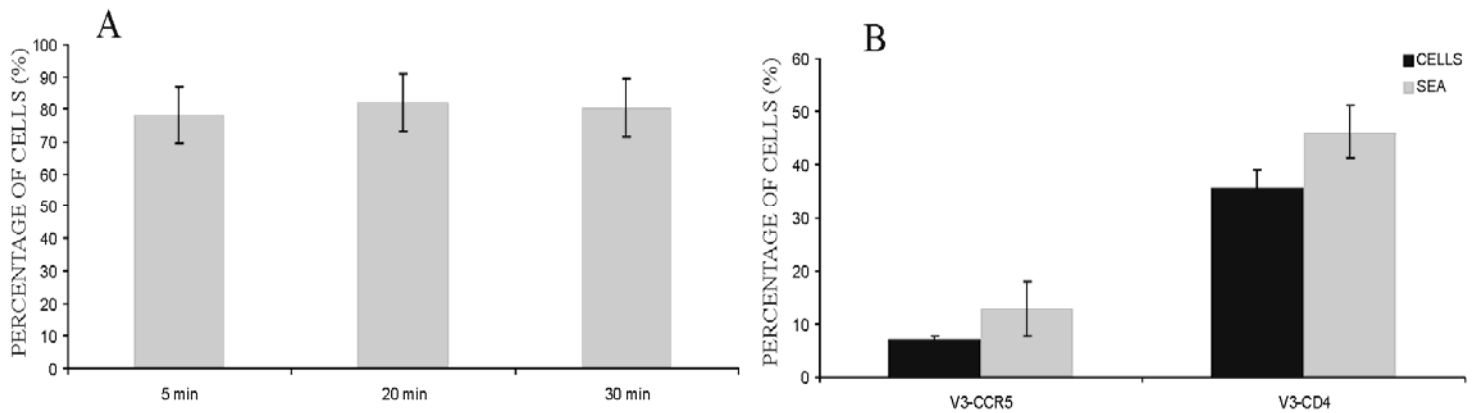 A
PERCENTAGE OF CELLS (%)
100
90
80
70
60
50
40
30
20
10
0
5 min
20 min
30 min
B
PERCENTAGE OF CELLS (%)
60
50
40
30
20
10
0
V3-CCR5
V3-CD4
CELLS
SEA